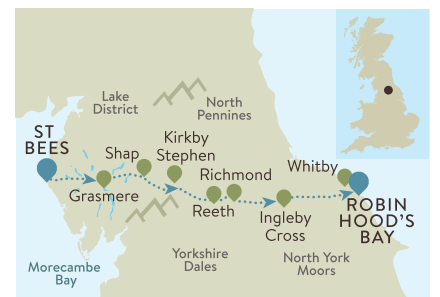 Lake
District
North
Pennines
ST
BEES
Kirkby
Stephen
Shap
Whitby
Richmond
Grasmere
Reeth
Ingleby
Cross
ROBIN
HOOD'S
BAY
Morecambe
Bay
Yorkshire
Dales
North York
Moors